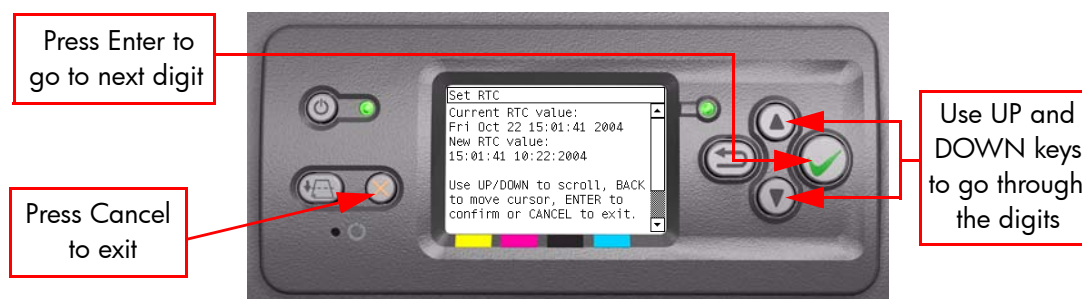 Press Enter to
go to next digit
Set RTC
Current RTC value:
Fri Oct 22 15:01:41 2004
New RTC value:
15:01:41 10:22:2004
Use UP/DOWN to scroll, BACK
to move cursor, ENTER to
confirm or CANCEL to exit.
Press Cancel
to exit
Use UP and
DOWN keys
to go through
the digits